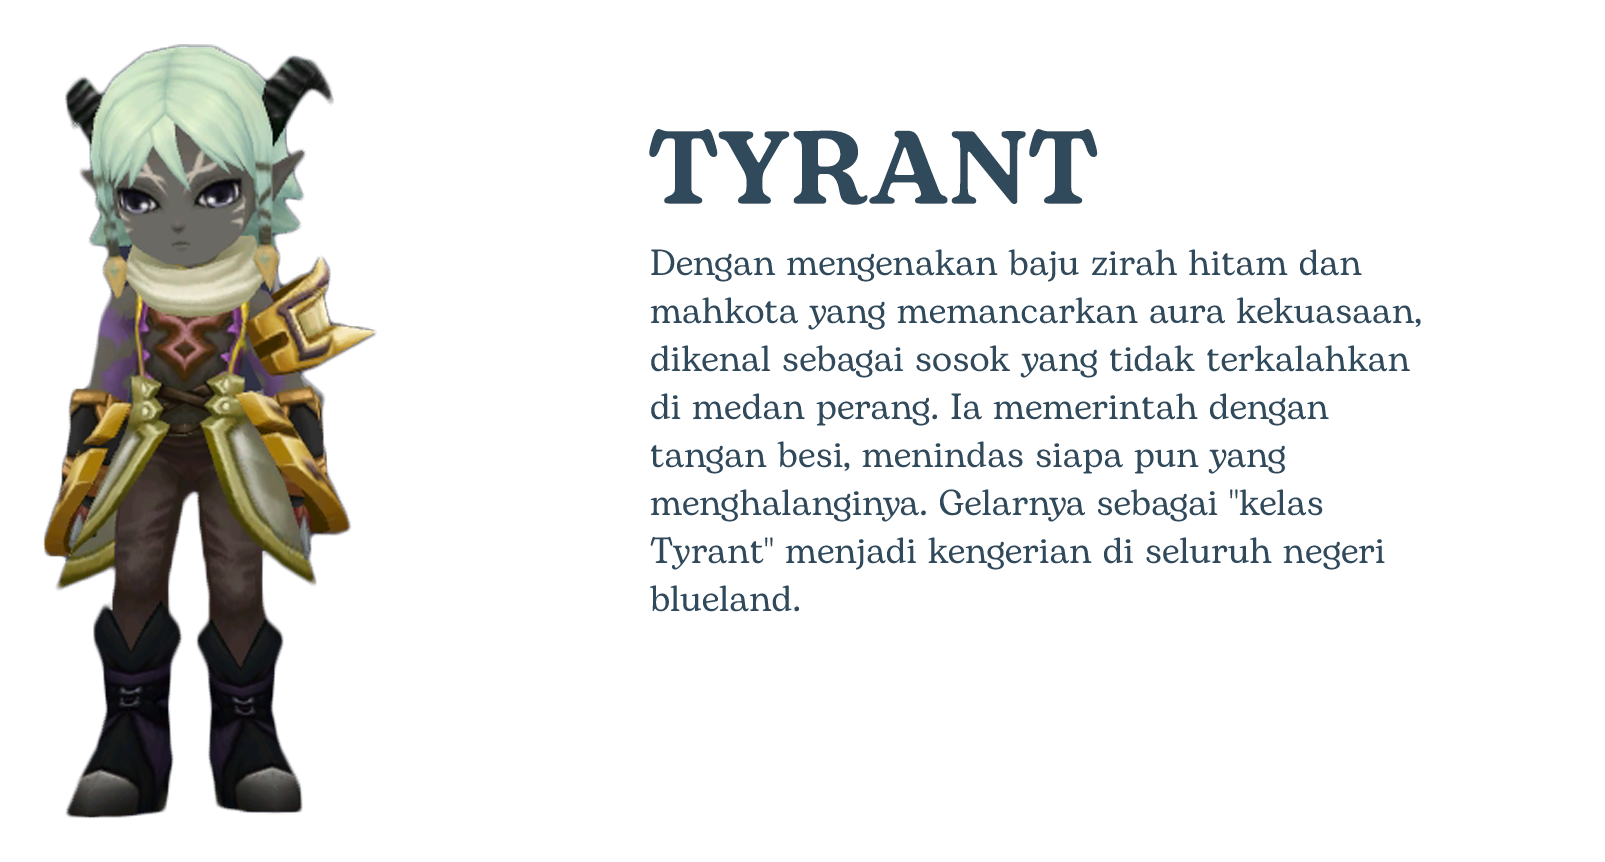 TYRANT
Dengan mengenakan baju zirah hitam dan
mahkota yang memancarkan aura kekuasaan,
dikenal sebagai sosok yang tidak terkalahkan
di medan perang. Ia memerintah dengan
tangan besi, menindas siapa pun yang
menghalanginya. Gelarnya sebagai "kelas
Tyrant" menjadi kengerian di seluruh negeri
blueland.